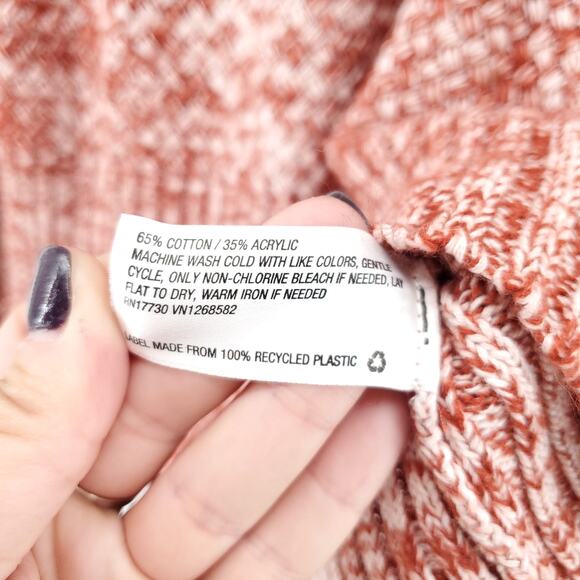 65% COTTON / 35% ACRYLIC
MACHINE WASH COLD WITH LIKE COLORS, GENTLE
CYCLE, ONLY NON-CHLORINE BLEACH IF NEEDED, LAY
FLAT TO DRY, WARM IRON IF NEEDED
RN17730 VN1268582
LABEL MADE FROM 100% RECYCLED PLASTIC